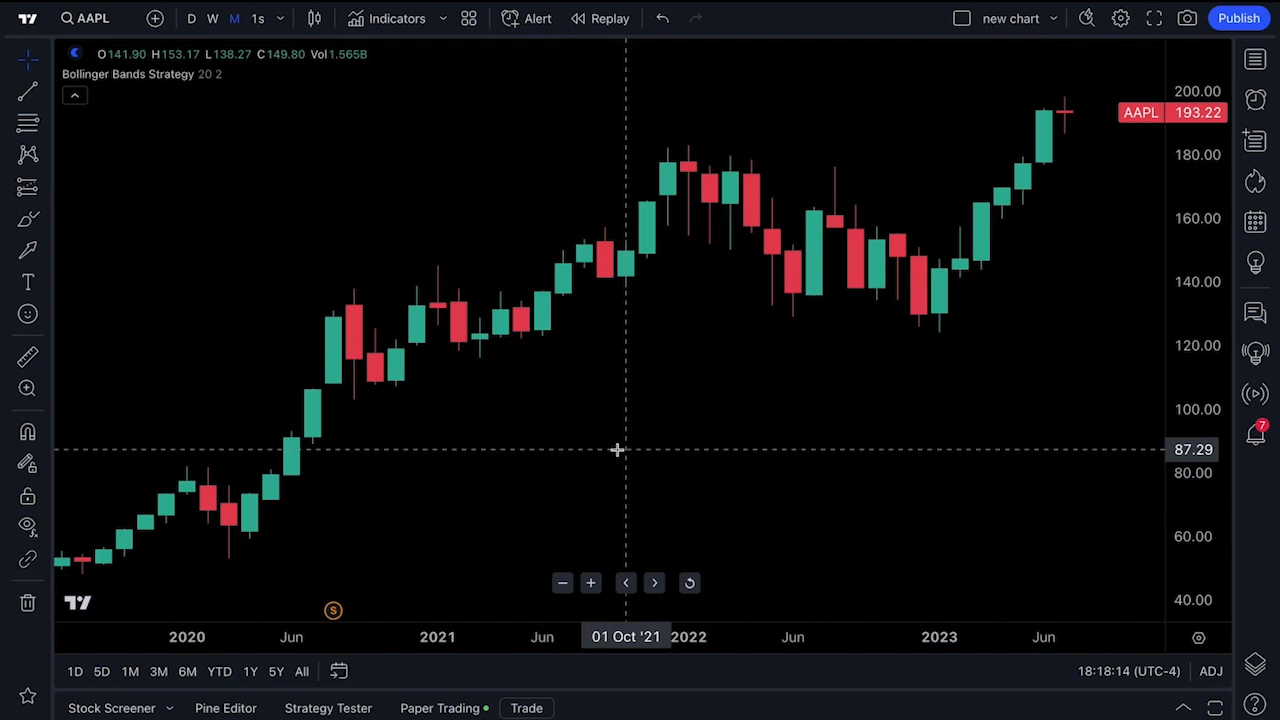 AAPL D W M 1s Indicators Alert Replay new chart Publish
O141.90 H153.17 L138.27 C149.80 Vol1.565B
Bollinger Bands Strategy 20 2
200.00
AAPL 193.22
180.00
160.00
140.00
120.00
100.00
87.29
80.00
60.00
40.00
7
S
2020 Jun 2021 Jun 01 Oct '21 2022 Jun 2023 Jun
1D 5D 1M 3M 6M YTD 1Y 5Y All 18:18:14 (UTC-4) ADJ
Stock Screener Pine Editor Strategy Tester Paper Trading Trade